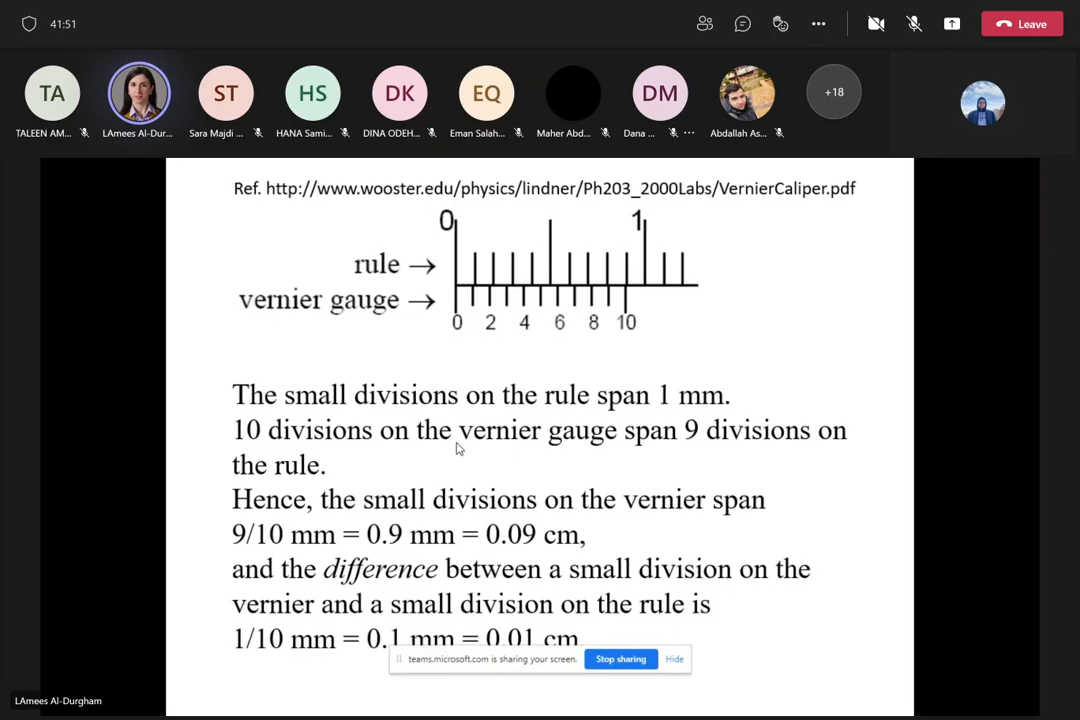 41:51
Leave
TA
ST
HS
DK
EQ
DM
+18
TALEEN AM...
LAmees Al-Dur...
Sara Majdi ...
HANA Sami...
DINA ODEH...
Eman Salah...
Maher Abd...
Dana ...
Abdallah As...
Ref. http://www.wooster.edu/physics/lindner/Ph203_2000Labs/VernierCaliper.pdf
0 1
rule →
vernier gauge →
0 2 4 6 8 10
The small divisions on the rule span 1 mm.
10 divisions on the vernier gauge span 9 divisions on
the rule.
Hence, the small divisions on the vernier span
9/10 mm = 0.9 mm = 0.09 cm,
and the difference between a small division on the
vernier and a small division on the rule is
1/10 mm = 0.1 mm = 0.01 cm
teams.microsoft.com is sharing your screen.
Stop sharing
Hide
LAmees Al-Durgham